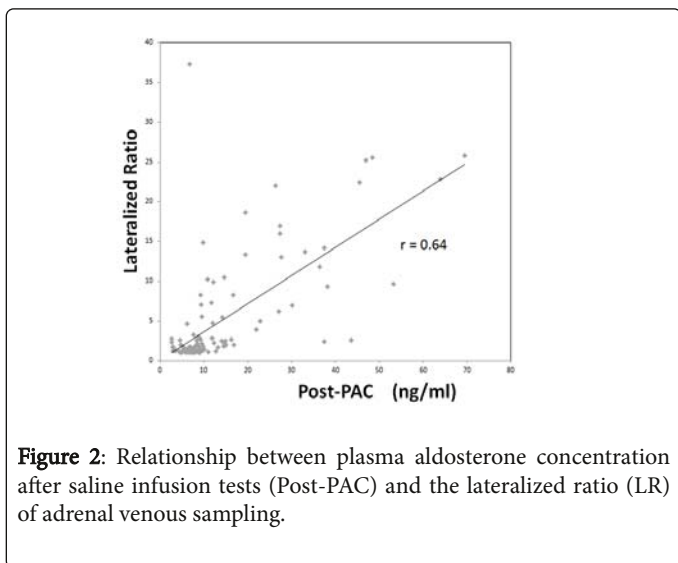 40
35
30
25
20
15
10
5
0
Lateralized Ratio
r = 0.64
0 10 20 30 40 50 60 70 80
Post-PAC (ng/ml)
Figure 2: Relationship between plasma aldosterone concentration
after saline infusion tests (Post-PAC) and the lateralized ratio (LR)
of adrenal venous sampling.